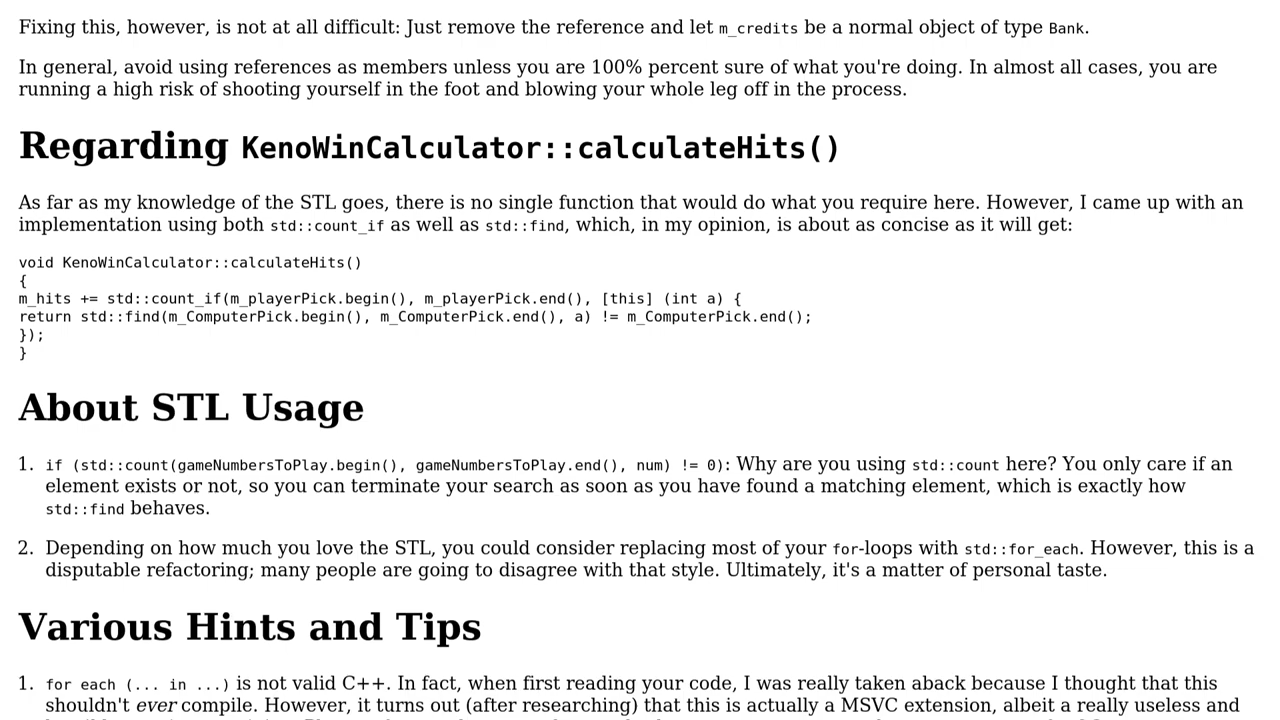 Fixing this, however, is not at all difficult: Just remove the reference and let m_credits be a normal object of type Bank.
In general, avoid using references as members unless you are 100% percent sure of what you're doing. In almost all cases, you are
running a high risk of shooting yourself in the foot and blowing your whole leg off in the process.
Regarding KenoWinCalculator::calculateHits()
As far as my knowledge of the STL goes, there is no single function that would do what you require here. However, I came up with an
implementation using both std::count_if as well as std::find, which, in my opinion, is about as concise as it will get:
void KenoWinCalculator::calculateHits()
{
m_hits += std::count_if(m_playerPick.begin(), m_playerPick.end(), [this] (int a) {
return std::find(m_ComputerPick.begin(), m_ComputerPick.end(), a) != m_ComputerPick.end();
});
}
About STL Usage
1. if (std::count(gameNumbersToPlay.begin(), gameNumbersToPlay.end(), num) != 0): Why are you using std::count here? You only care if an
element exists or not, so you can terminate your search as soon as you have found a matching element, which is exactly how
std::find behaves.
2. Depending on how much you love the STL, you could consider replacing most of your for-loops with std::for_each. However, this is a
disputable refactoring; many people are going to disagree with that style. Ultimately, it's a matter of personal taste.
Various Hints and Tips
1. for each (... in ...) is not valid C++. In fact, when first reading your code, I was really taken aback because I thought that this
shouldn't ever compile. However, it turns out (after researching) that this is actually a MSVC extension, albeit a really useless and